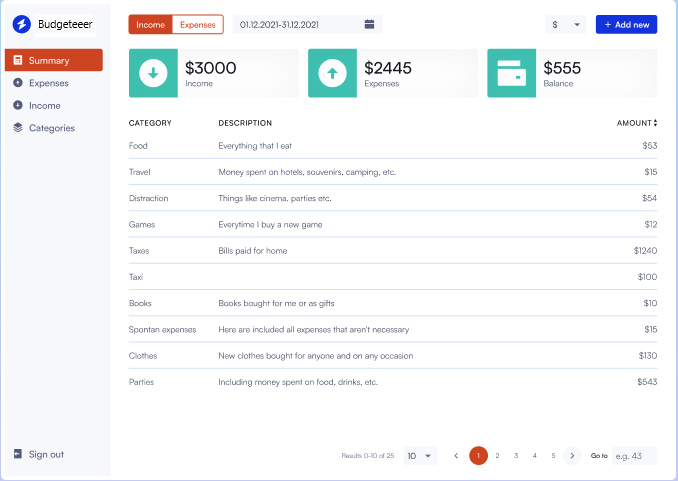 Budgeteeer
Income Expenses
01.12.2021-31.12.2021
$
+ Add new
Summary
Expenses
Income
Categories
$3000
Income
$2445
Expenses
$555
Balance
CATEGORY DESCRIPTION AMOUNT
Food Everything that I eat $53
Travel Money spent on hotels, souvenirs, camping, etc. $15
Distraction Things like cinema, parties etc. $54
Games Everytime I buy a new game $12
Taxes Bills paid for home $1240
Taxi $100
Books Books bought for me or as gifts $10
Spontan expenses Here are included all expenses that aren't necessary $15
Clothes New clothes bought for anyone and on any occasion $130
Parties Including money spent on food, drinks, etc. $543
Sign out
Results 0-10 of 25 10 1 2 3 4 5 Go to e.g. 43